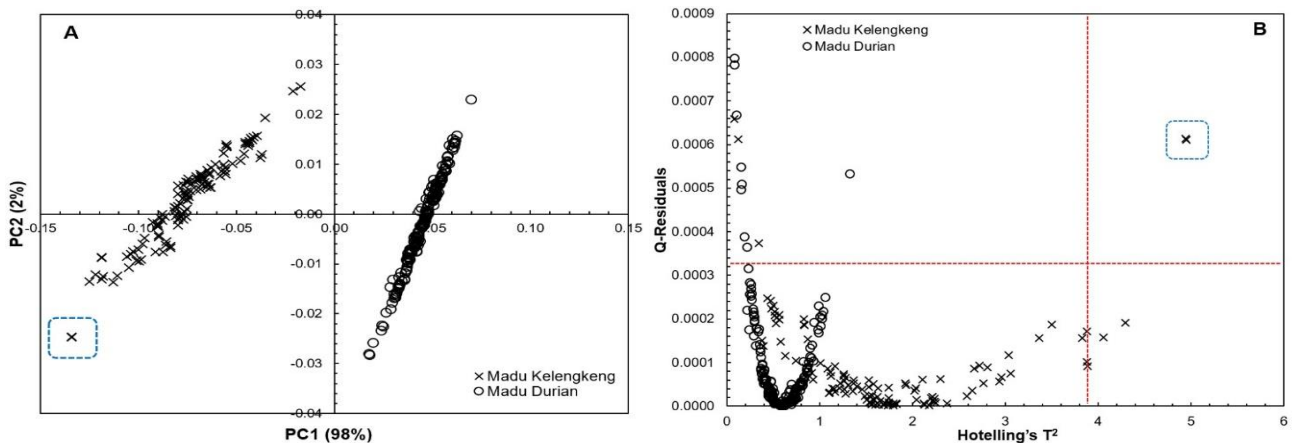 A
0.04
0.03
0.02
0.01
0.00
-0.15
-0.05
0.00
0.05
0.10
0.15
-0.01
-0.02
-0.03
-0.04
PC2 (2%)
PC1 (98%)
×Madu Kelengkeng
○Madu Durian
B
×Madu Kelengkeng
○Madu Durian
0.0009
0.0008
0.0007
0.0006
0.0005
0.0004
0.0003
0.0002
0.0001
0.0000
0 1 2 3 4 5 6
Q-Residuals
Hotelling's T²